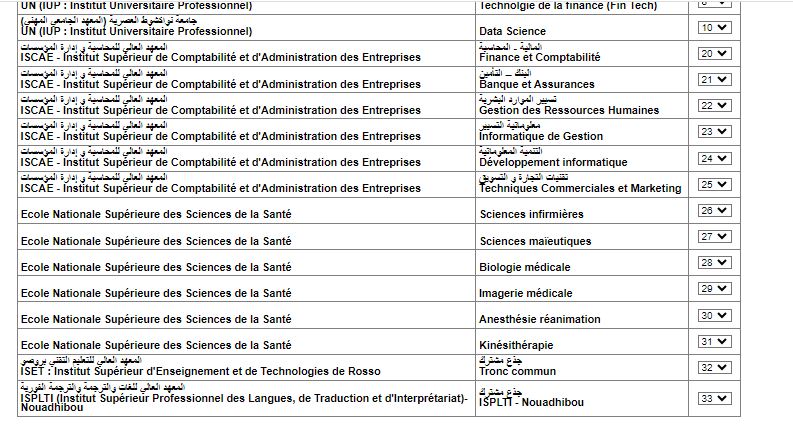 UN (IUP : Institut Universitaire Professionnel)
Technolgie de la finance (Fin Tech)
جامعة نواكشوط العصرية (المعهد الجامعي المهني)
UN (IUP : Institut Universitaire Professionnel)
Data Science
10
المعهد العالي للمحاسبة و إدارة المؤسسات
ISCAE - Institut Supérieur de Comptabilité et d'Administration des Entreprises
المالية - المحاسبة
Finance et Comptabilité
20
المعهد العالي للمحاسبة و إدارة المؤسسات
ISCAE - Institut Supérieur de Comptabilité et d'Administration des Entreprises
البنك – التأمين
Banque et Assurances
21
المعهد العالي للمحاسبة و إدارة المؤسسات
ISCAE - Institut Supérieur de Comptabilité et d'Administration des Entreprises
تسيير الموارد البشرية
Gestion des Ressources Humaines
22
المعهد العالي للمحاسبة و إدارة المؤسسات
ISCAE - Institut Supérieur de Comptabilité et d'Administration des Entreprises
معلوماتية التسيير
Informatique de Gestion
23
المعهد العالي للمحاسبة و إدارة المؤسسات
ISCAE - Institut Supérieur de Comptabilité et d'Administration des Entreprises
التنمية المعلوماتية
Développement informatique
24
المعهد العالي للمحاسبة و إدارة المؤسسات
ISCAE - Institut Supérieur de Comptabilité et d'Administration des Entreprises
تقنيات التجارة و التسويق
Techniques Commerciales et Marketing
25
Ecole Nationale Supérieure des Sciences de la Santé
Sciences infirmières
26
Ecole Nationale Supérieure des Sciences de la Santé
Sciences maïeutiques
27
Ecole Nationale Supérieure des Sciences de la Santé
Biologie médicale
28
Ecole Nationale Supérieure des Sciences de la Santé
Imagerie médicale
29
Ecole Nationale Supérieure des Sciences de la Santé
Anesthésie réanimation
30
Ecole Nationale Supérieure des Sciences de la Santé
Kinésithérapie
31
المعهد العالي للتعليم التقني بروصو
ISET : Institut Supérieur d'Enseignement et de Technologies de Rosso
جذع مشترك
Tronc commun
32
المعهد العالي للغات والترجمة والترجمة الفورية
ISPLTI (Institut Supérieur Professionnel des Langues, de Traduction et d'Interprétariat)-
Nouadhibou
جذع مشترك
ISPLTI - Nouadhibou
33